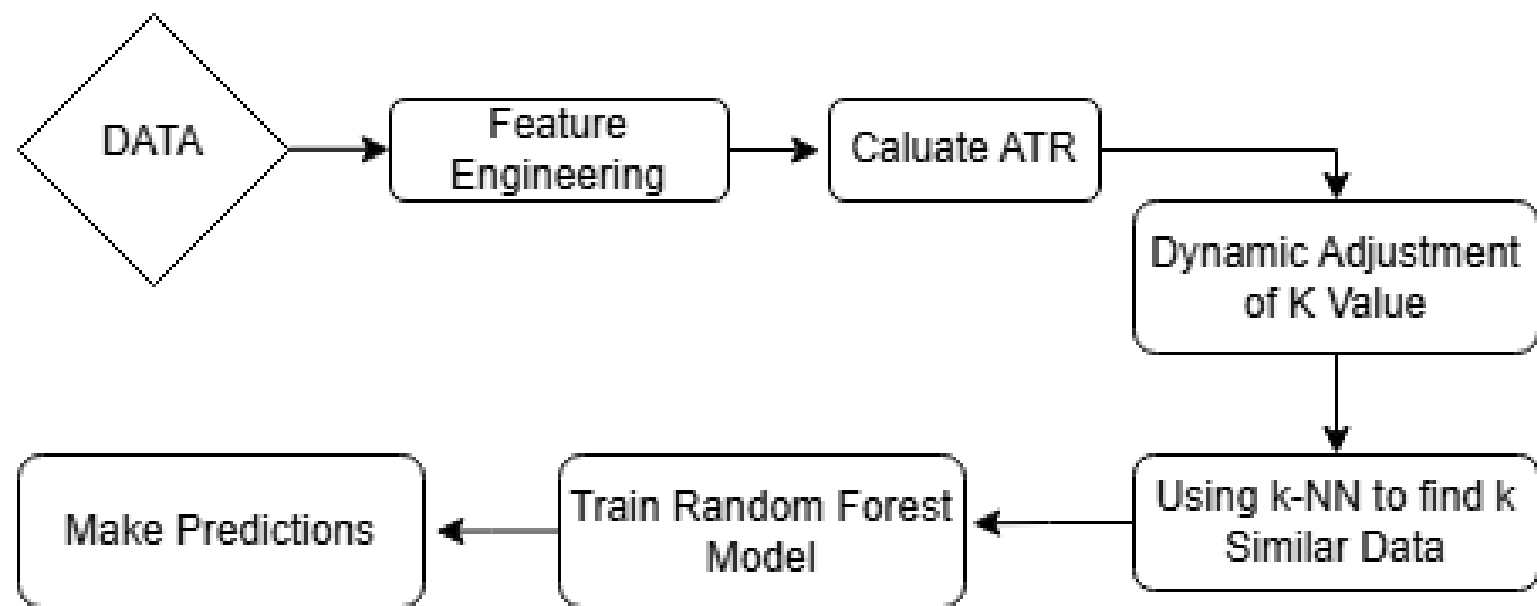 DATA
Feature
Engineering
Caluate ATR
Dynamic Adjustment
of K Value
Using k-NN to find k
Similar Data
Train Random Forest
Model
Make Predictions